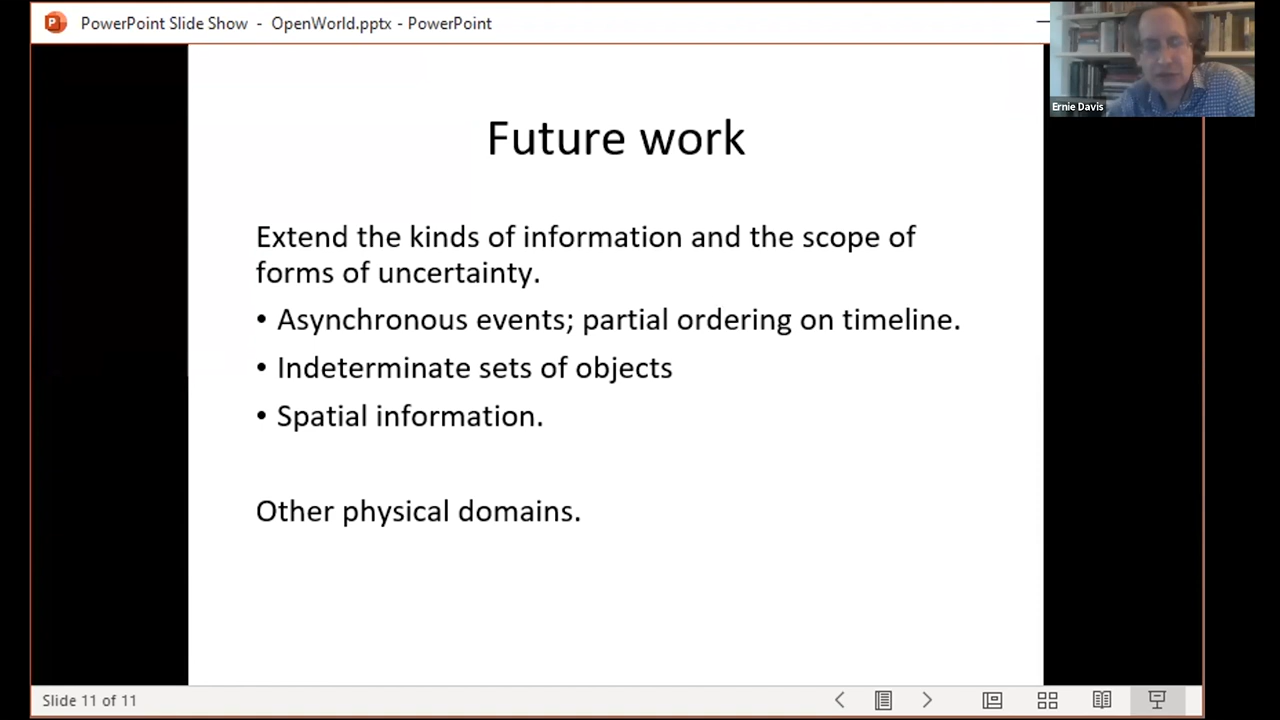 PowerPoint Slide Show - OpenWorld.pptx - PowerPoint
Ernie Davis
Future work
Extend the kinds of information and the scope of
forms of uncertainty.
• Asynchronous events; partial ordering on timeline.
• Indeterminate sets of objects
• Spatial information.
Other physical domains.
Slide 11 of 11